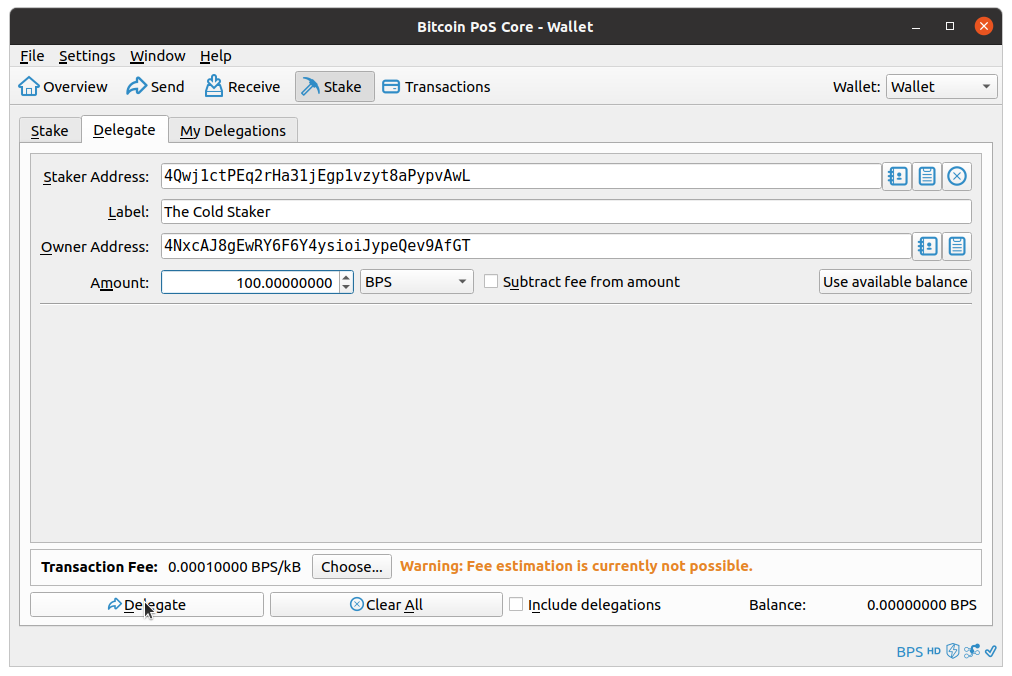 Bitcoin PoS Core - Wallet
File Settings Window Help
Overview Send Receive Stake Transactions Wallet: Wallet
Stake Delegate My Delegations
Staker Address: 4Qwj1ctPEq2rHa31jEgp1vzyt8aPypvAwL
Label: The Cold Staker
Owner Address: 4NxcAJ8gEwRY6F6Y4ysioiJypeQev9AfGT
Amount: 100.00000000 BPS Subtract fee from amount Use available balance
Transaction Fee: 0.00010000 BPS/kB Choose... Warning: Fee estimation is currently not possible.
Delegate Clear All Include delegations Balance: 0.00000000 BPS
BPS HD